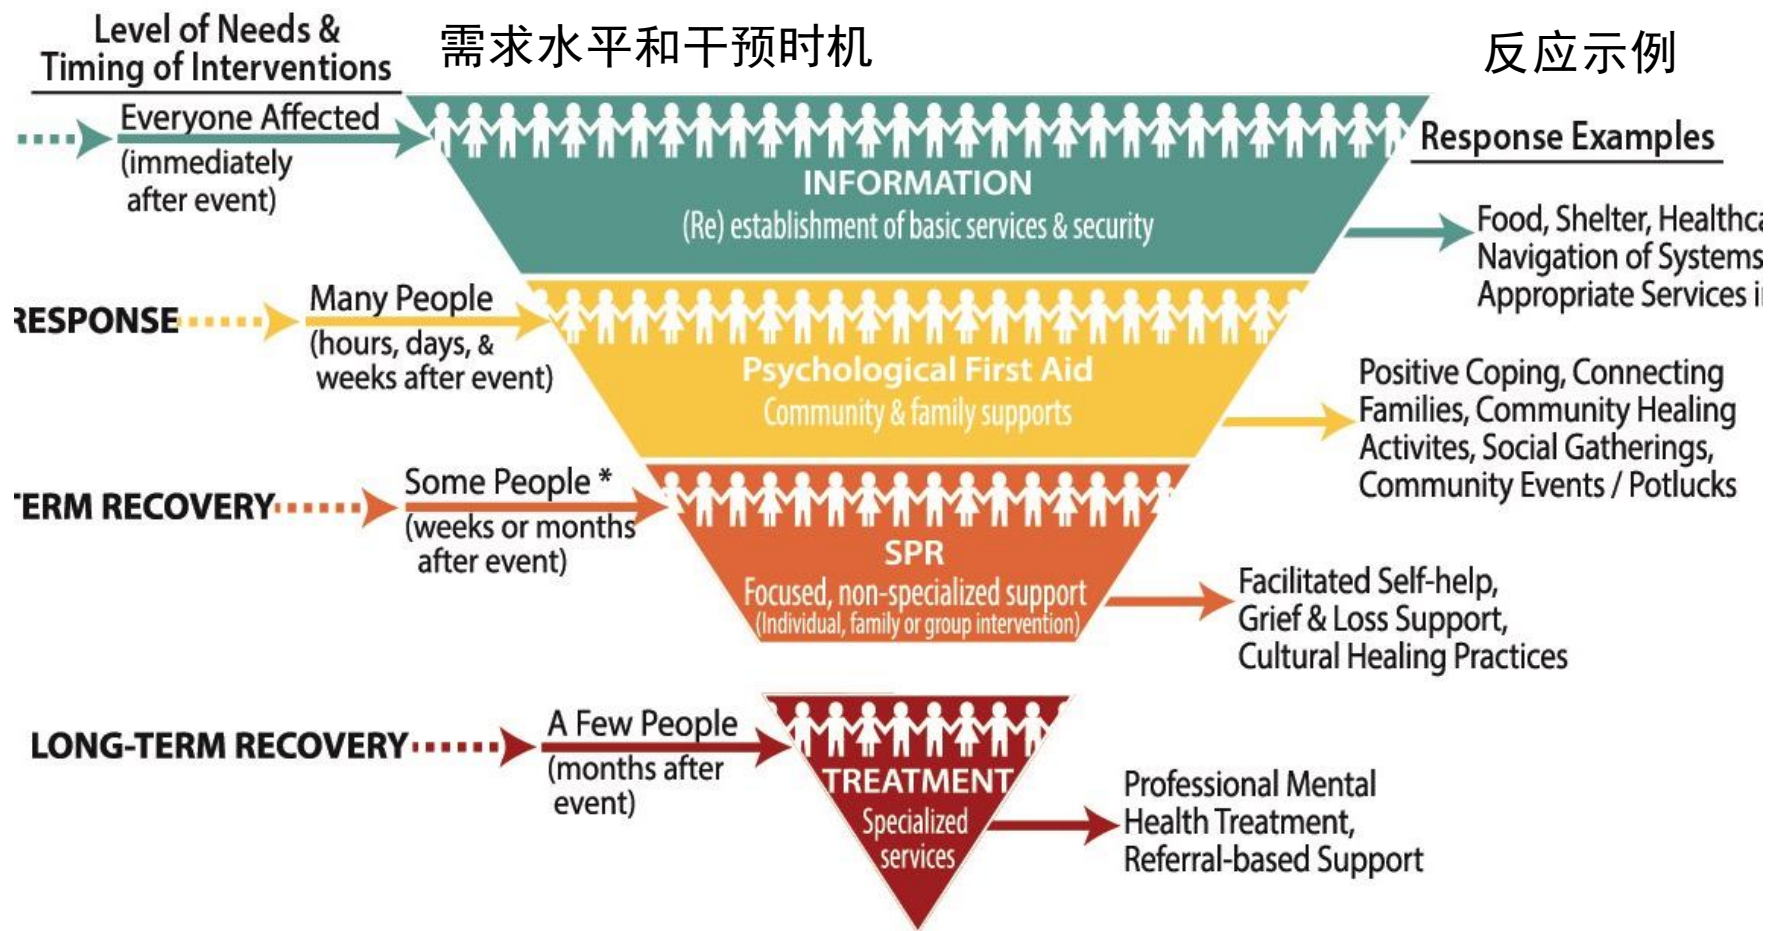 Level of Needs &
Timing of Interventions
需求水平和干预时机
反应示例
Response Examples
Everyone Affected
(immediately
after event)
INFORMATION
(Re) establishment of basic services & security
Food, Shelter, Healthca
Navigation of Systems
Appropriate Services i
RESPONSE
Many People
(hours, days, &
weeks after event)
Psychological First Aid
Community & family supports
Positive Coping, Connecting
Families, Community Healing
Activites, Social Gatherings,
Community Events / Potlucks
TERM RECOVERY
Some People *
(weeks or months
after event)
SPR
Focused, non-specialized support
(Individual, family or group intervention)
Facilitated Self-help,
Grief & Loss Support,
Cultural Healing Practices
LONG-TERM RECOVERY
A Few People
(months after
event)
TREATMENT
Specialized
services
Professional Mental
Health Treatment,
Referral-based Support